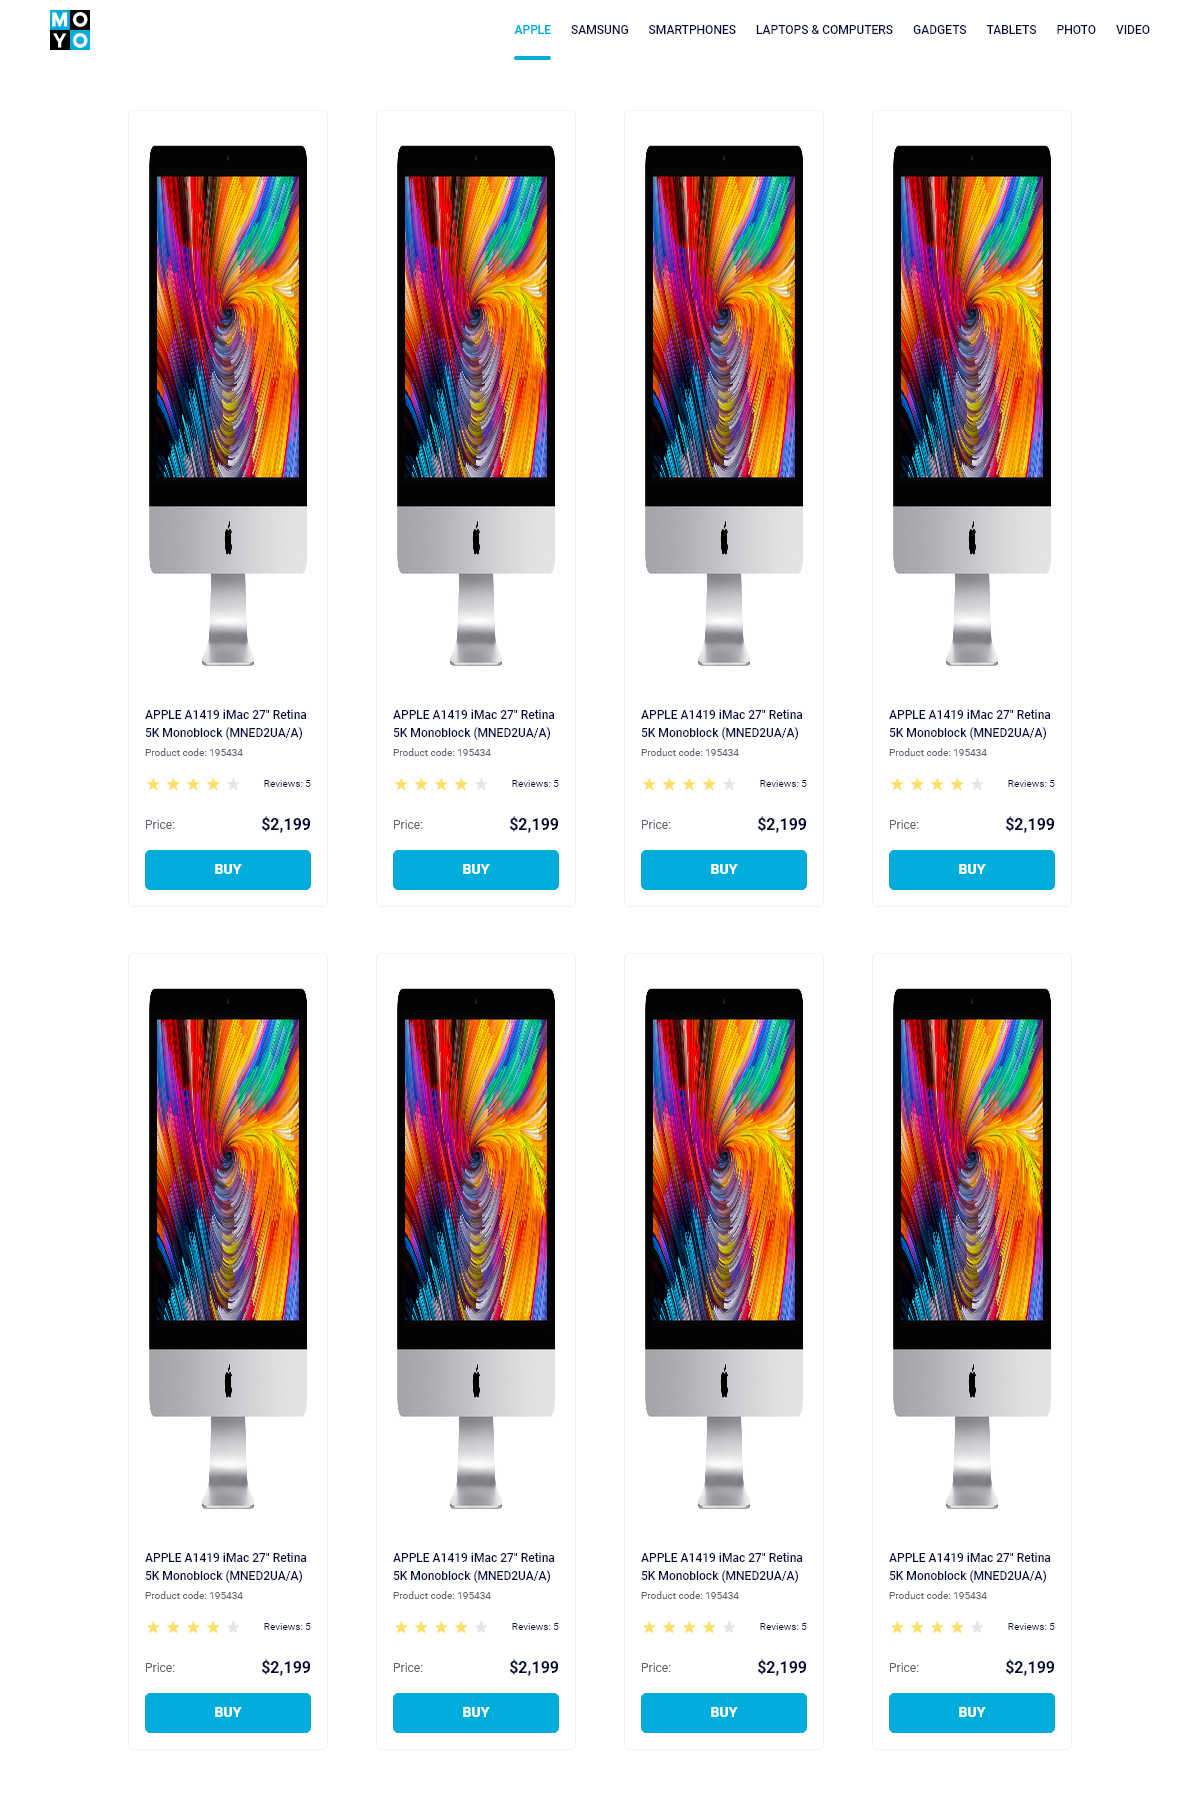 MO
YO
APPLE SAMSUNG SMARTPHONES LAPTOPS & COMPUTERS GADGETS TABLETS PHOTO VIDEO
APPLE A1419 iMac 27" Retina
5K Monoblock (MNED2UA/A)
Product code: 195434
Reviews: 5
Price: $2,199
BUY
APPLE A1419 iMac 27" Retina
5K Monoblock (MNED2UA/A)
Product code: 195434
Reviews: 5
Price: $2,199
BUY
APPLE A1419 iMac 27" Retina
5K Monoblock (MNED2UA/A)
Product code: 195434
Reviews: 5
Price: $2,199
BUY
APPLE A1419 iMac 27" Retina
5K Monoblock (MNED2UA/A)
Product code: 195434
Reviews: 5
Price: $2,199
BUY
APPLE A1419 iMac 27" Retina
5K Monoblock (MNED2UA/A)
Product code: 195434
Reviews: 5
Price: $2,199
BUY
APPLE A1419 iMac 27" Retina
5K Monoblock (MNED2UA/A)
Product code: 195434
Reviews: 5
Price: $2,199
BUY
APPLE A1419 iMac 27" Retina
5K Monoblock (MNED2UA/A)
Product code: 195434
Reviews: 5
Price: $2,199
BUY
APPLE A1419 iMac 27" Retina
5K Monoblock (MNED2UA/A)
Product code: 195434
Reviews: 5
Price: $2,199
BUY